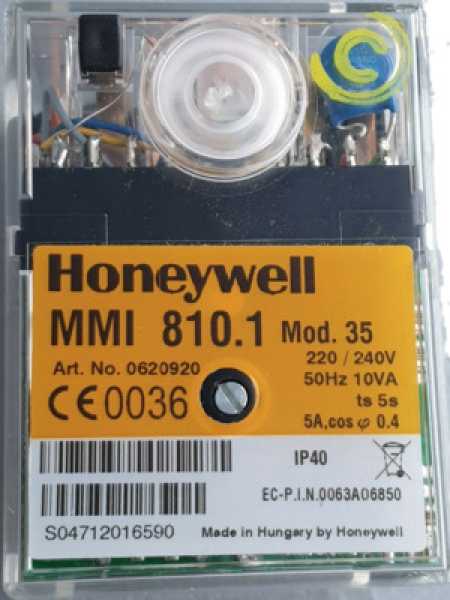 Honeywell
MMI 810.1 Mod. 35
Art. No. 0620920
220 / 240V
50Hz 10VA
ts 5s
5A,cos φ 0.4
CE 0036
IP40
EC-P.I.N.0063A06850
S04712016590
Made in Hungary by Honeywell